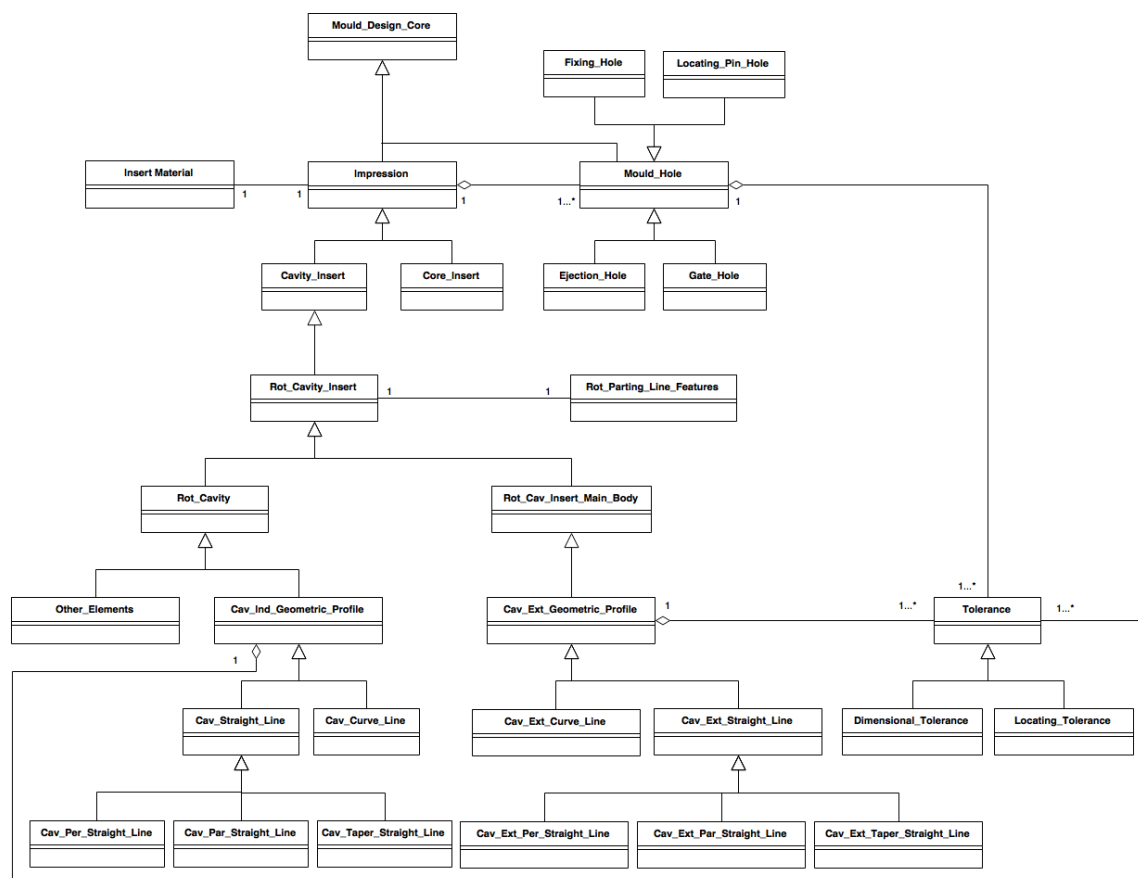 Mould_Design_Core
Fixing_Hole
Locating_Pin_Hole
Insert Material
Impression
Mould_Hole
1
1
1
1...*
1
Cavity_Insert
Core_Insert
Ejection_Hole
Gate_Hole
Rot_Cavity_Insert
1
1
Rot_Parting_Line_Features
Rot_Cavity
Rot_Cav_Insert_Main_Body
1...*
Other_Elements
Cav_Ind_Geometric_Profile
Cav_Ext_Geometric_Profile
1
1...*
Tolerance
1...*
1
Cav_Straight_Line
Cav_Curve_Line
Cav_Ext_Curve_Line
Cav_Ext_Straight_Line
Dimensional_Tolerance
Locating_Tolerance
Cav_Per_Straight_Line
Cav_Par_Straight_Line
Cav_Taper_Straight_Line
Cav_Ext_Per_Straight_Line
Cav_Ext_Par_Straight_Line
Cav_Ext_Taper_Straight_Line